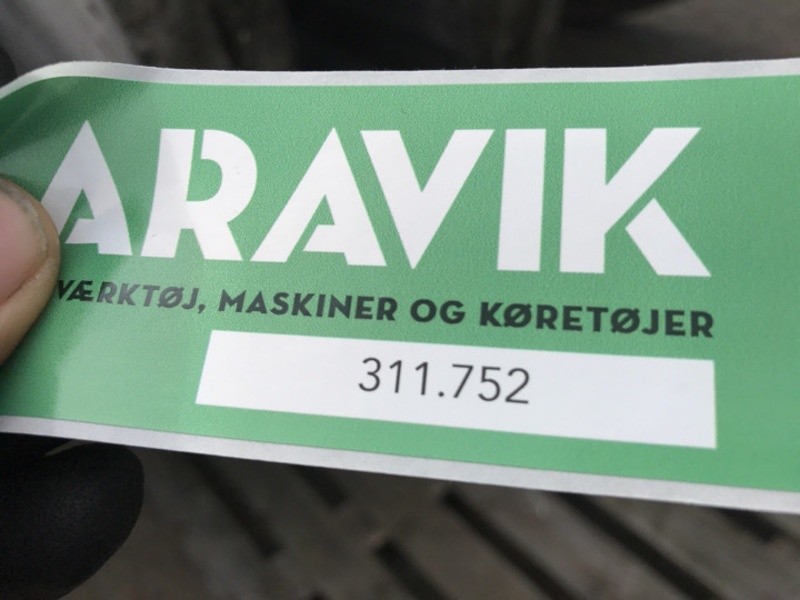 ARAVIK
VÆRKTØJ, MASKINER OG KØRETØJER
311.752